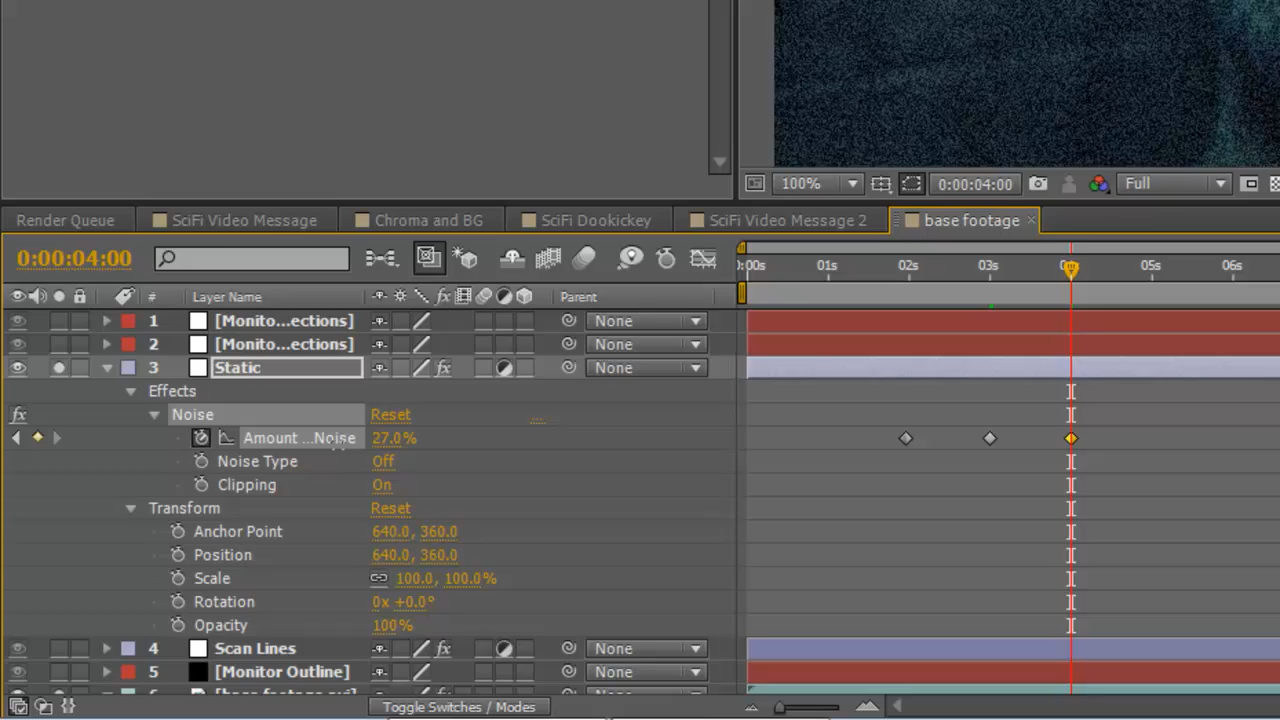 100%
0:00:04:00
Full
Render Queue
SciFi Video Message
Chroma and BG
SciFi Dookickey
SciFi Video Message 2
base footage
0:00:04:00
:00s 01s 02s 03s 05s 06s
# Layer Name fx Parent
1 [Monito...ections] None
2 [Monito...ections] None
3 Static fx None
Effects
fx Noise Reset ...
Amount ...Noise 27.0%
Noise Type Off
Clipping On
Transform Reset
Anchor Point 640.0, 360.0
Position 640.0, 360.0
Scale 100.0, 100.0%
Rotation 0x +0.0°
Opacity 100%
4 Scan Lines fx None
5 [Monitor Outline] None
Toggle Switches / Modes